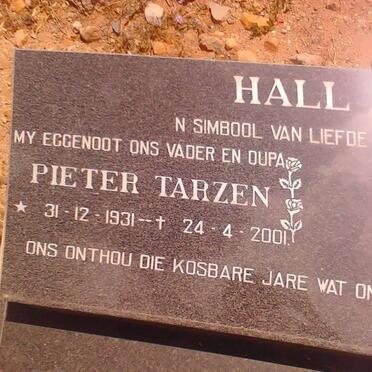 HALL
'N SIMBOOL VAN LIEFDE
MY EGGENOOT ONS VADER EN OUPA
PIETER TARZEN
★ 31-12-1931--† 24-4-2001
ONS ONTHOU DIE KOSBARE JARE WAT